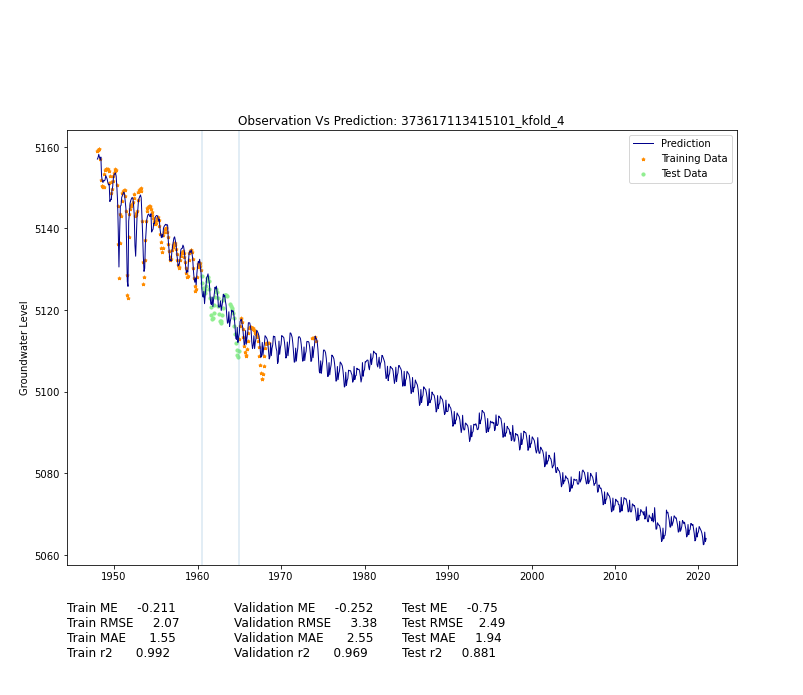 Observation Vs Prediction: 373617113415101_kfold_4
Prediction
Training Data
Test Data
Groundwater Level
5160
5140
5120
5100
5080
5060
1950 1960 1970 1980 1990 2000 2010 2020
Train ME -0.211 Validation ME -0.252 Test ME -0.75
Train RMSE 2.07 Validation RMSE 3.38 Test RMSE 2.49
Train MAE 1.55 Validation MAE 2.55 Test MAE 1.94
Train r2 0.992 Validation r2 0.969 Test r2 0.881